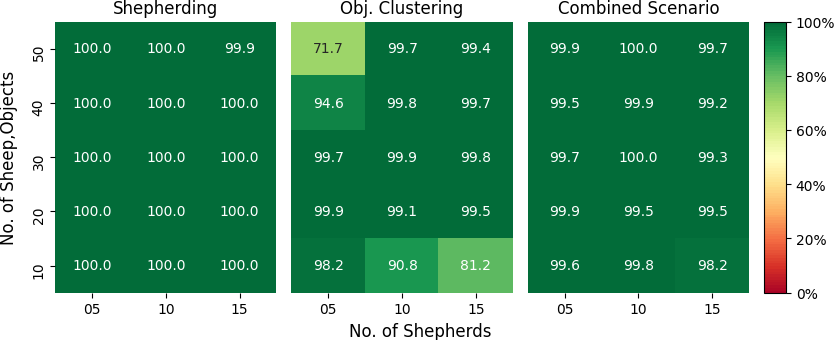 Shepherding Obj. Clustering Combined Scenario
50 100.0 100.0 99.9 71.7 99.7 99.4 99.9 100.0 99.7 100%
40 100.0 100.0 100.0 94.6 99.8 99.7 99.5 99.9 99.2 80%
30 100.0 100.0 100.0 99.7 99.9 99.8 99.7 100.0 99.3 60%
20 100.0 100.0 100.0 99.9 99.1 99.5 99.9 99.5 99.5 40%
10 100.0 100.0 100.0 98.2 90.8 81.2 99.6 99.8 98.2 20%
0%
05 10 15 05 10 15 05 10 15
No. of Sheep,Objects
No. of Shepherds